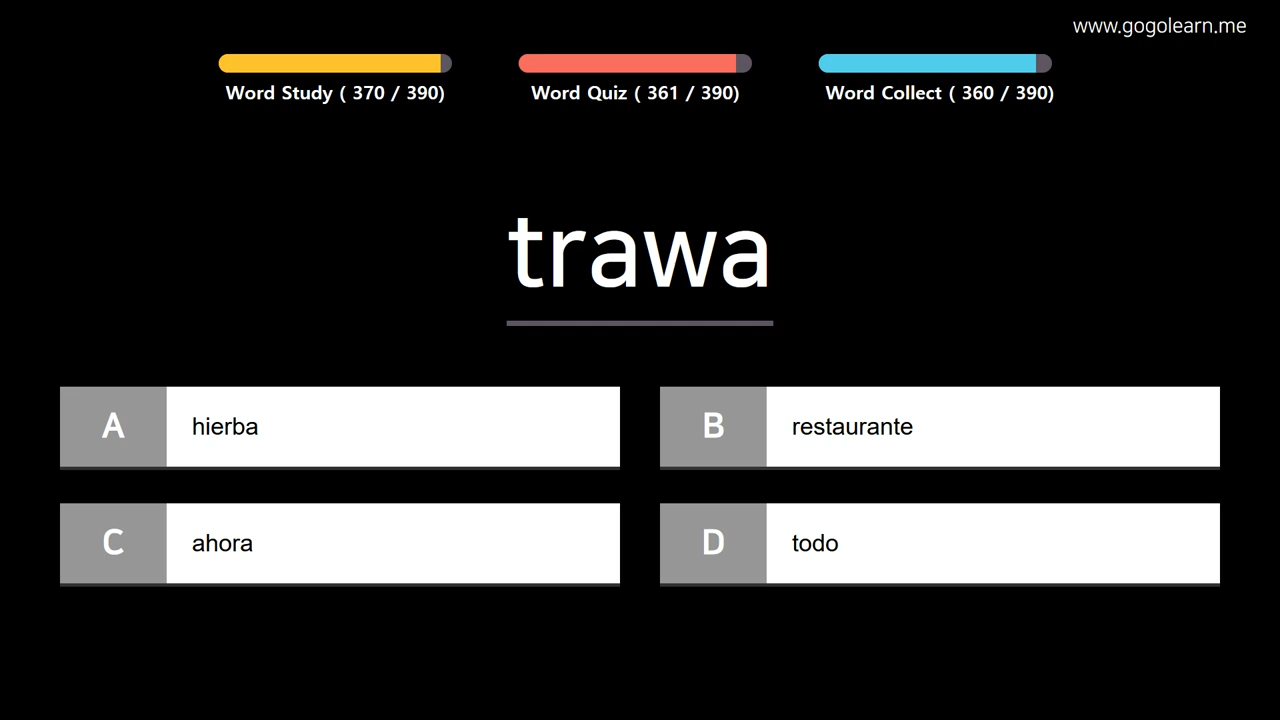 www.gogolearn.me
Word Study ( 370 / 390)
Word Quiz ( 361 / 390)
Word Collect ( 360 / 390)
trawa
A hierba
B restaurante
C ahora
D todo